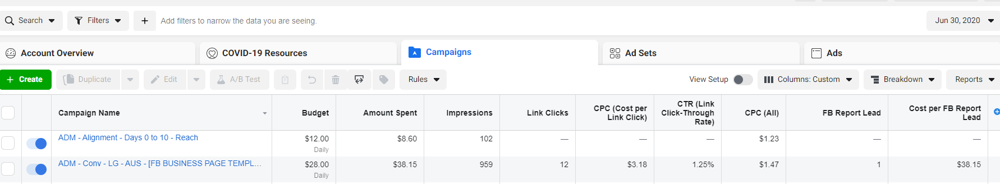 Search
Filters
+
Add filters to narrow the data you are seeing.
Jun 30, 2020
Account Overview
COVID-19 Resources
Campaigns
Ad Sets
Ads
+ Create
Duplicate
Edit
A/B Test
Rules
View Setup
Columns: Custom
Breakdown
Reports
Campaign Name
Budget
Amount Spent
Impressions
Link Clicks
CPC (Cost per
Link Click)
CTR (Link
Click-Through
Rate)
CPC (All)
FB Report Lead
Cost per FB Report
Lead
ADM - Alignment - Days 0 to 10 - Reach
$12.00
Daily
$8.60
102
—
—
—
$1.23
—
—
ADM - Conv - LG - AUS - [FB BUSINESS PAGE TEMPL...
$28.00
Daily
$38.15
959
12
$3.18
1.25%
$1.47
1
$38.15